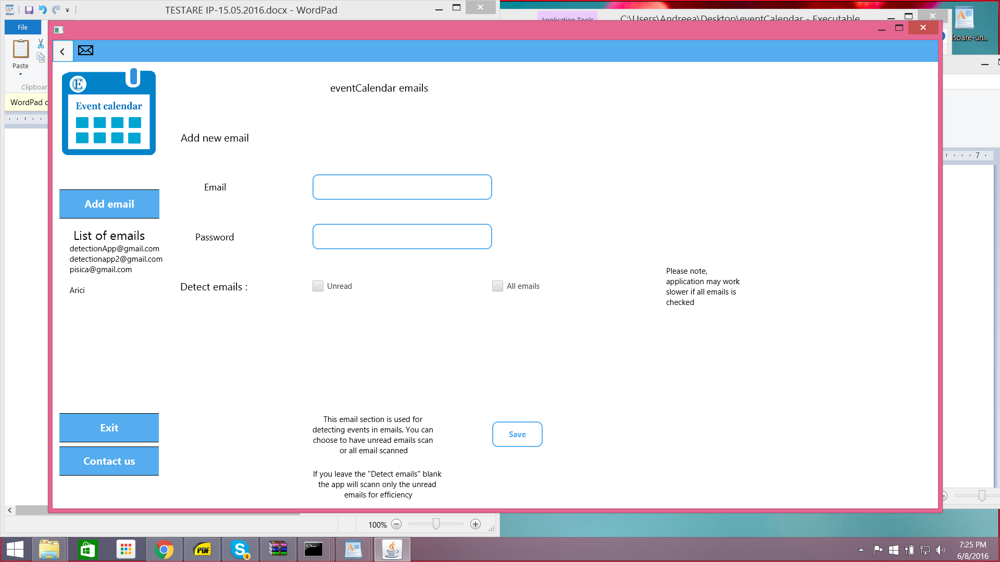 TESTARE IP-15.05.2016.docx - WordPad
Application Tools
C:\Users\Andreea\Desktop\eventCalendar - Executable
File
Paste
Clipboar
WordPad
isoare-un...
7
E
Event calendar
eventCalendar emails
Add new email
Email
Add email
List of emails
detectionApp@gmail.com
detectionapp2@gmail.com
pisica@gmail.com
Arici
Password
Detect emails :
Unread
All emails
Please note,
application may work
slower if all emails is
checked
Exit
Contact us
This email section is used for
detecting events in emails. You can
choose to have unread emails scan
or all email scanned
Save
If you leave the "Detect emails" blank
the app will scann only the unread
emails for efficiency
100%
PDF
S
1
7:25 PM
6/8/2016